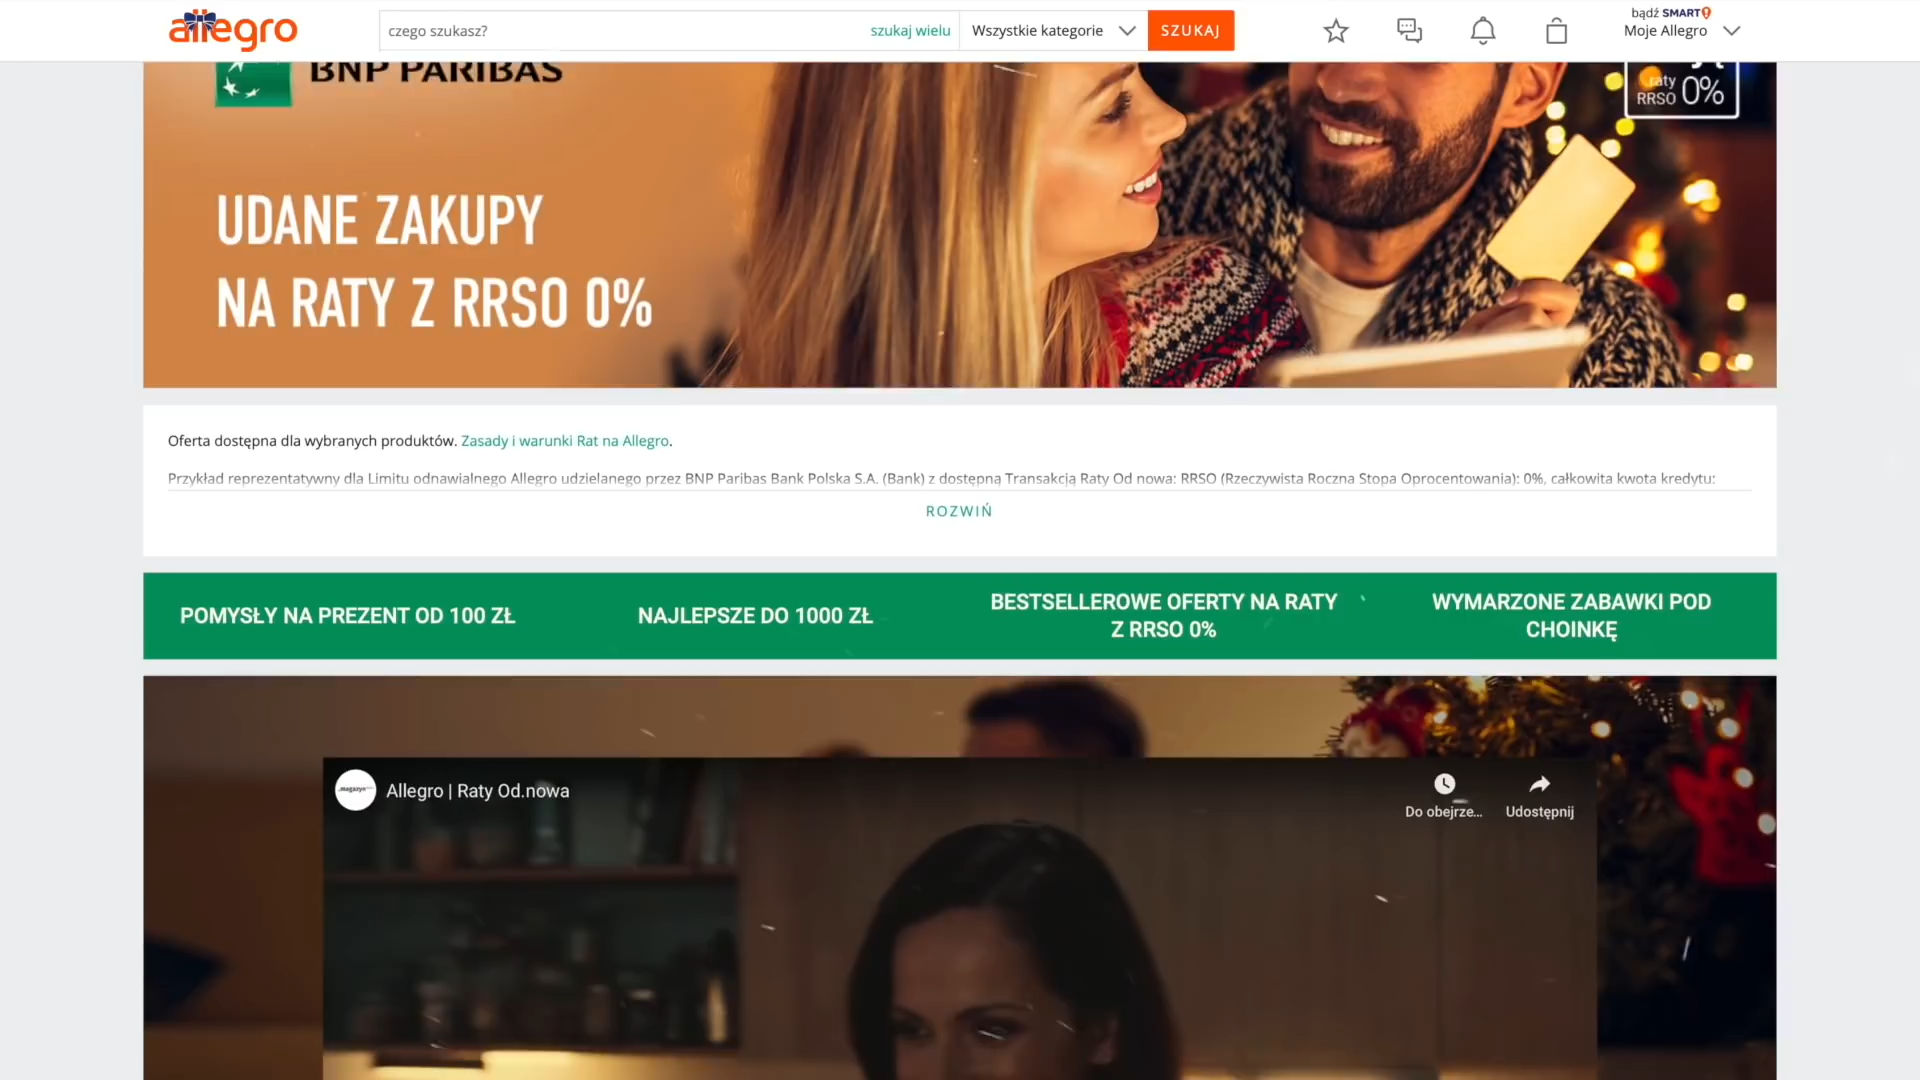 allegro
czego szukasz?
szukaj wielu
Wszystkie kategorie
SZUKAJ
bądź SMART!
Moje Allegro
BNP PARIBAS
raty
RRSO 0%
UDANE ZAKUPY
NA RATY Z RRSO 0%
Oferta dostępna dla wybranych produktów. Zasady i warunki Rat na Allegro.
Przykład reprezentatywny dla Limitu odnawialnego Allegro udzielanego przez BNP Paribas Bank Polska S.A. (Bank) z dostępną Transakcją Raty Od nowa: RRSO (Rzeczywista Roczna Stopa Oprocentowania): 0%, całkowita kwota kredytu:
ROZWIŃ
POMYSŁY NA PREZENT OD 100 ZŁ
NAJLEPSZE DO 1000 ZŁ
BESTSELLEROWE OFERTY NA RATY
Z RRSO 0%
WYMARZONE ZABAWKI POD
CHOINKĘ
magazyn
Allegro | Raty Od.nowa
Do obejrze...
Udostępnij